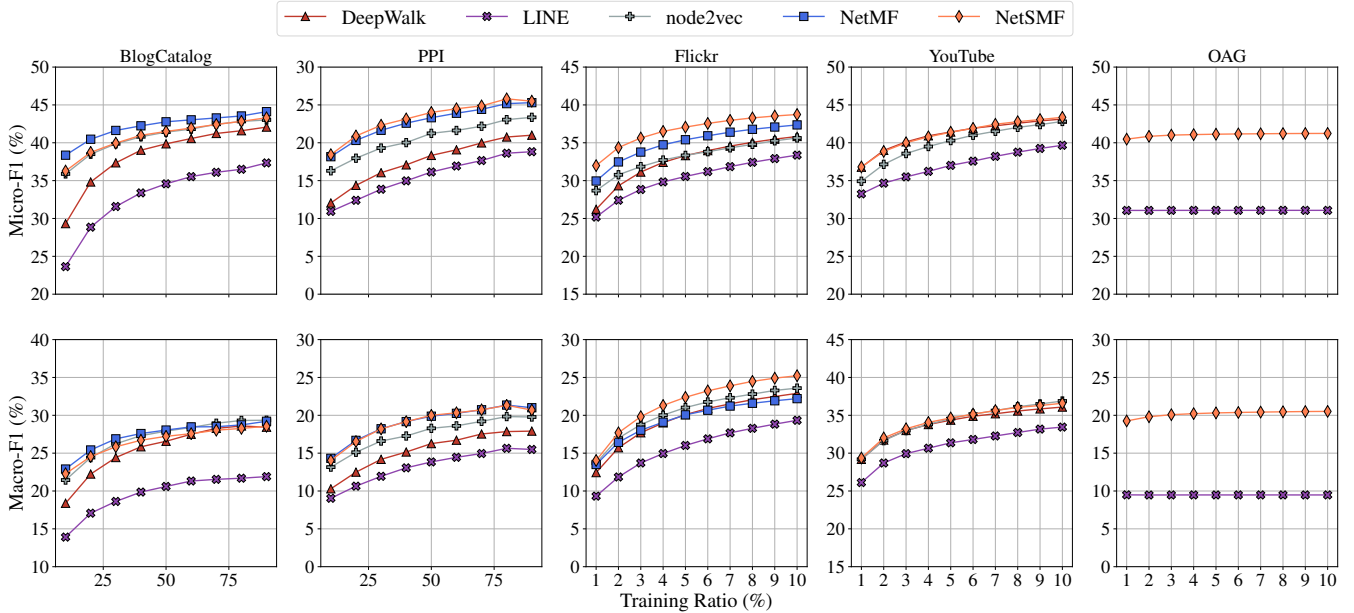 DeepWalk LINE node2vec NetMF NetSMF
BlogCatalog PPI Flickr YouTube OAG
Micro-F1 (%)
50 45 40 35 30 25 20
30 25 20 15 10 5 0
45 40 35 30 25 20 15
50 45 40 35 30 25 20
50 45 40 35 30 25 20
Macro-F1 (%)
40 35 30 25 20 15 10
30 25 20 15 10 5 0
30 25 20 15 10 5 0
45 40 35 30 25 20 15
30 25 20 15 10 5 0
25 50 75
25 50 75
1 2 3 4 5 6 7 8 9 10
1 2 3 4 5 6 7 8 9 10
1 2 3 4 5 6 7 8 9 10
Training Ratio (%)